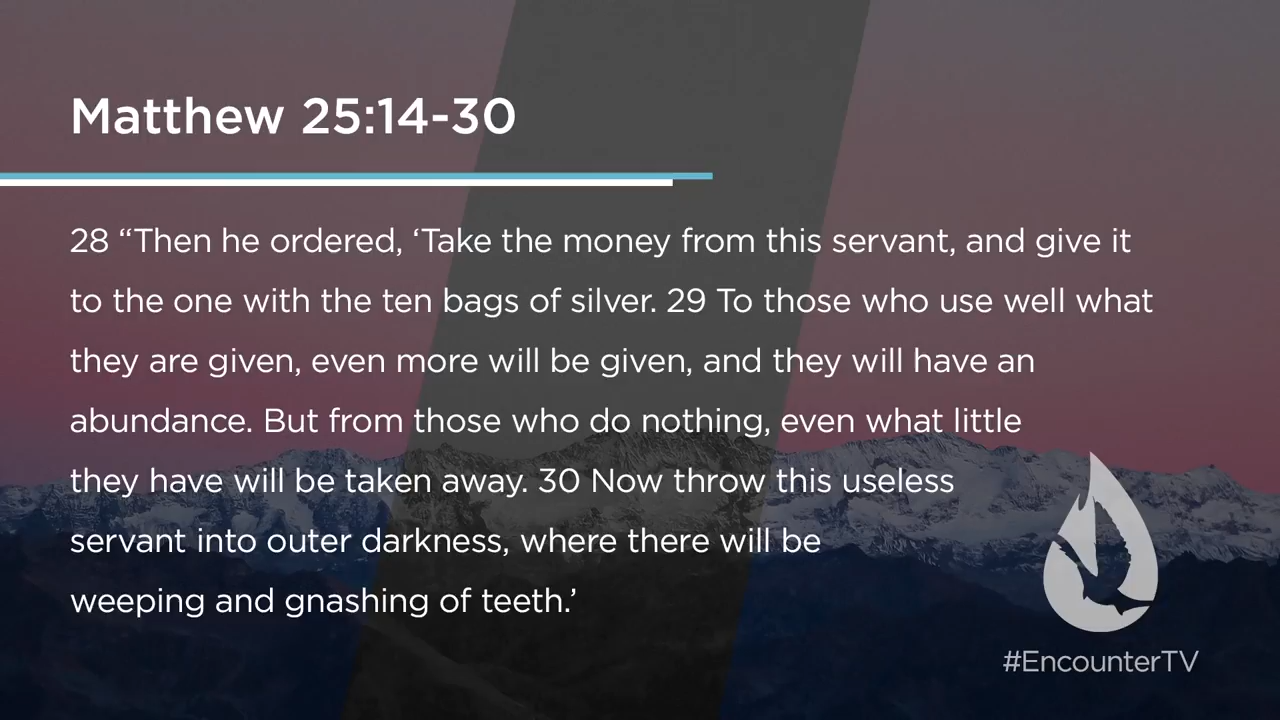 Matthew 25:14-30
28 “Then he ordered, ‘Take the money from this servant, and give it
to the one with the ten bags of silver. 29 To those who use well what
they are given, even more will be given, and they will have an
abundance. But from those who do nothing, even what little
they have will be taken away. 30 Now throw this useless
servant into outer darkness, where there will be
weeping and gnashing of teeth.’
#EncounterTV